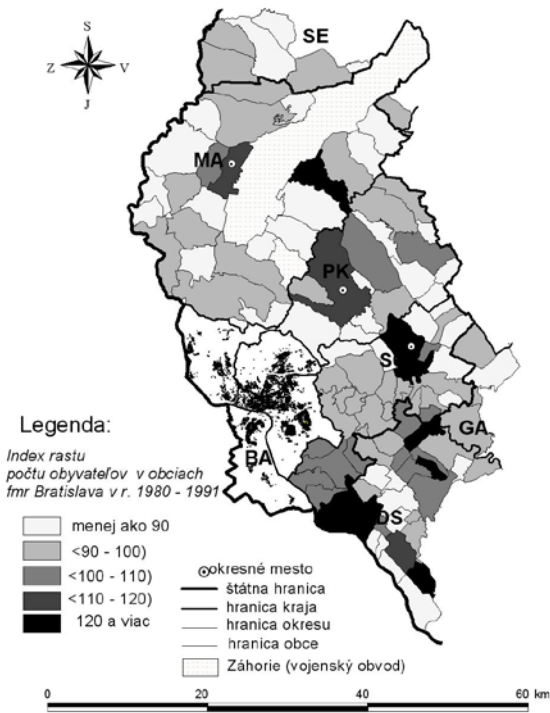 S
SE
Z
V
J
MA
PK
S
Legenda:
GA
Index rastu
počtu obyvateľov v obciach
fmr Bratislava v r. 1980 - 1991
BA
DS
menej ako 90
<90 - 100)
<100 - 110)
<110 - 120)
120 a viac
okresné mesto
štátna hranica
hranica kraja
hranica okresu
hranica obce
Záhorie (vojenský obvod)
0 20 40 60 km